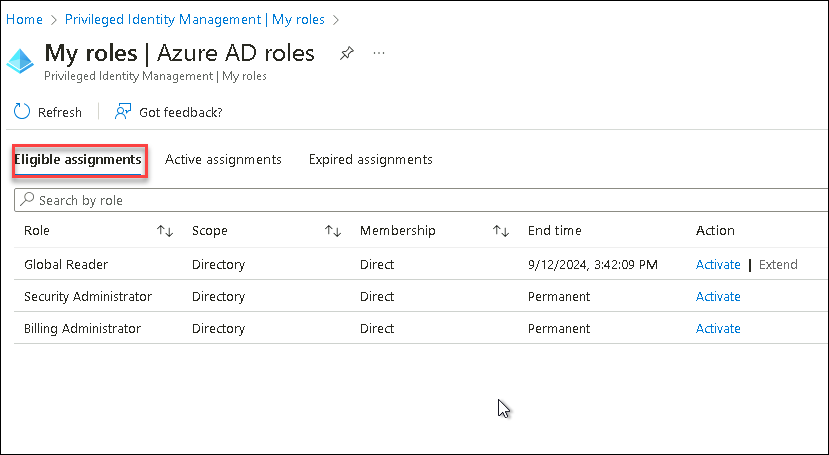 Home > Privileged Identity Management | My roles >
My roles | Azure AD roles ...
Privileged Identity Management | My roles
Refresh | Got feedback?
Eligible assignments Active assignments Expired assignments
Search by role
Role Scope Membership End time Action
Global Reader Directory Direct 9/12/2024, 3:42:09 PM Activate | Extend
Security Administrator Directory Direct Permanent Activate
Billing Administrator Directory Direct Permanent Activate